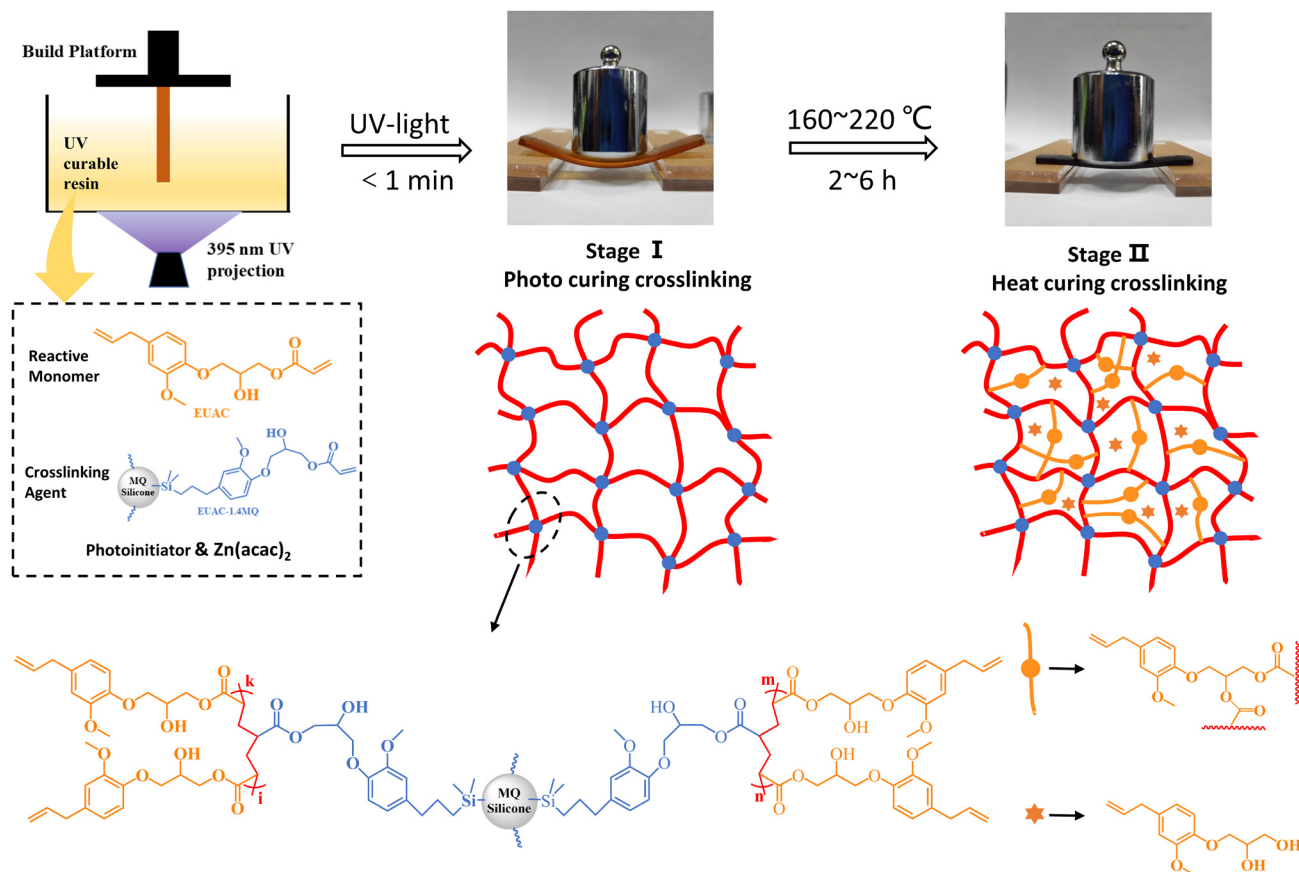 Build Platform
UV
curable
resin
395 nm UV
projection
UV-light
< 1 min
160~220 ℃
2~6 h
Stage Ⅰ
Photo curing crosslinking
Stage Ⅱ
Heat curing crosslinking
Reactive
Monomer
O
O
OH
O
O
EUAC
Crosslinking
Agent
MQ
Silicone
Si
O
O
HO
O
O
EUAC-1.4MQ
Photoinitiator & Zn(acac)2
O
O
OH
O
O
k
O
O
OH
O
O
i
O
O
OH
O
O
Si
MQ
Silicone
Si
O
O
HO
O
O
m
O
O
OH
O
O
n
O
O
OH
O
O
O
O
O
O
O
O
O
O
OH
OH